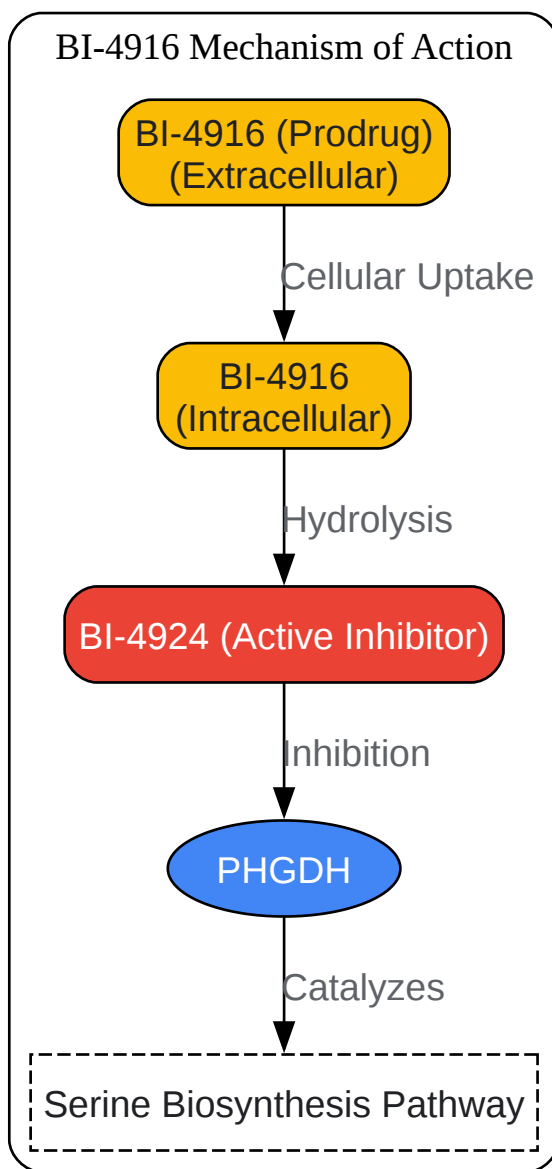 BI-4916 Mechanism of Action
BI-4916 (Prodrug)
(Extracellular)
Cellular Uptake
BI-4916
(Intracellular)
Hydrolysis
BI-4924 (Active Inhibitor)
Inhibition
PHGDH
Catalyzes
Serine Biosynthesis Pathway